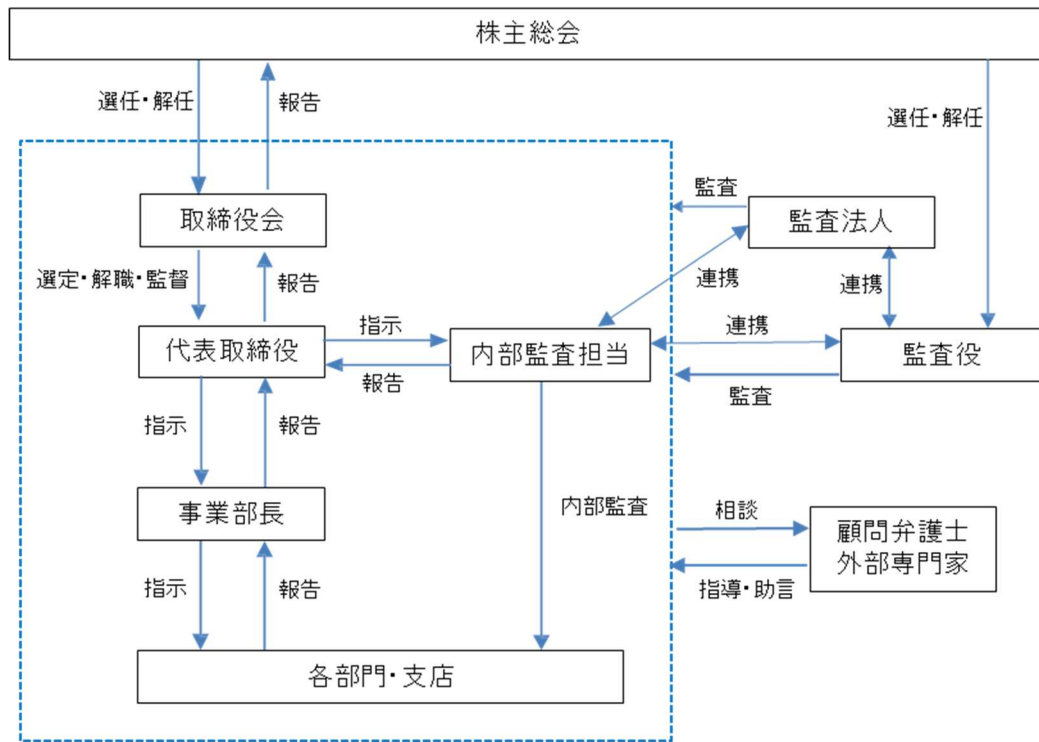 株主総会
選任・解任
報告
選任・解任
取締役会
監査
監査法人
選定・解職・監督
報告
連携
連携
代表取締役
指示
報告
内部監査担当
連携
監査
監査役
指示
報告
事業部長
内部監査
相談
指導・助言
顧問弁護士
外部専門家
指示
報告
各部門・支店